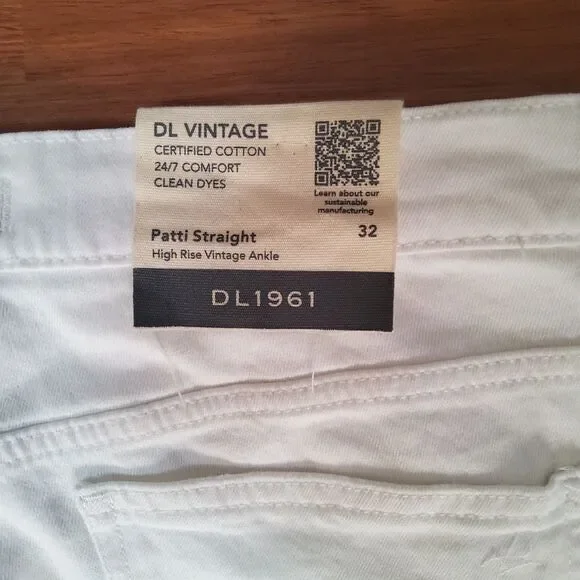 DL VINTAGE
CERTIFIED COTTON
24/7 COMFORT
CLEAN DYES
Learn about our
sustainable
manufacturing
Patti Straight 32
High Rise Vintage Ankle
DL1961